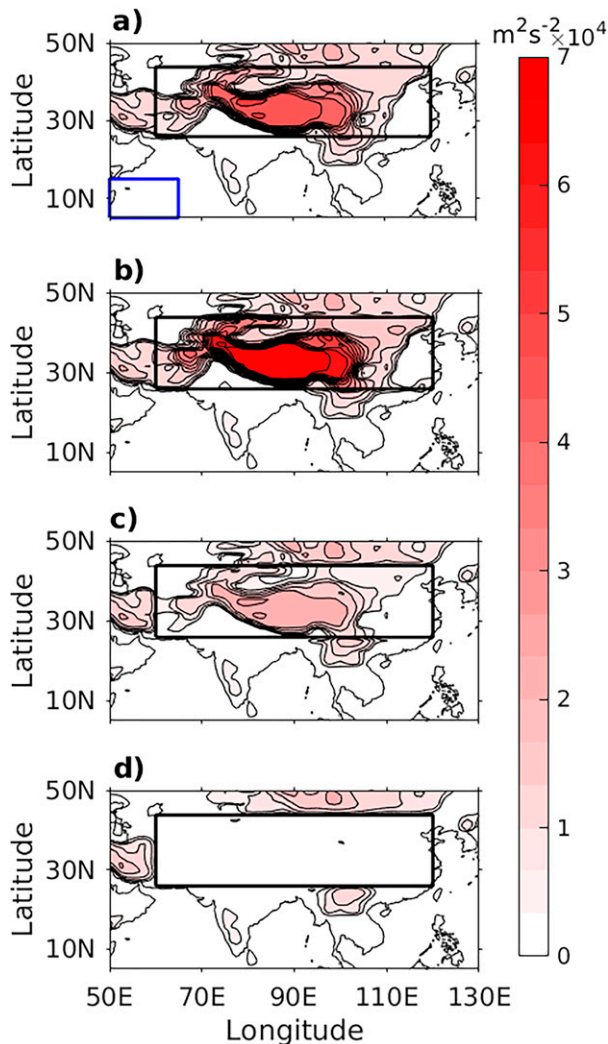 a)
m²s⁻²×10⁴
50N
30N
10N
Latitude
b)
50N
30N
10N
Latitude
c)
50N
30N
10N
Latitude
d)
50N
30N
10N
Latitude
50E 70E 90E 110E 130E
Longitude
7
6
5
4
3
2
1
0